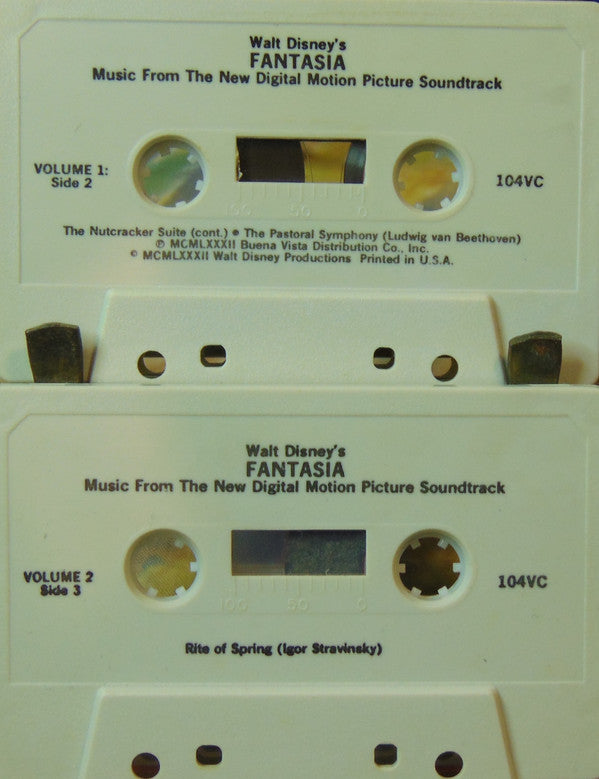 Walt Disney's
FANTASIA
Music From The New Digital Motion Picture Soundtrack
VOLUME 1:
Side 2
104VC
100 50 0
The Nutcracker Suite (cont.) ● The Pastoral Symphony (Ludwig van Beethoven)
℗ MCMLXXXII Buena Vista Distribution Co., Inc.
© MCMLXXXII Walt Disney Productions Printed in U.S.A.
Walt Disney's
FANTASIA
Music From The New Digital Motion Picture Soundtrack
VOLUME 2
Side 3
104VC
100 50 0
Rite of Spring (Igor Stravinsky)